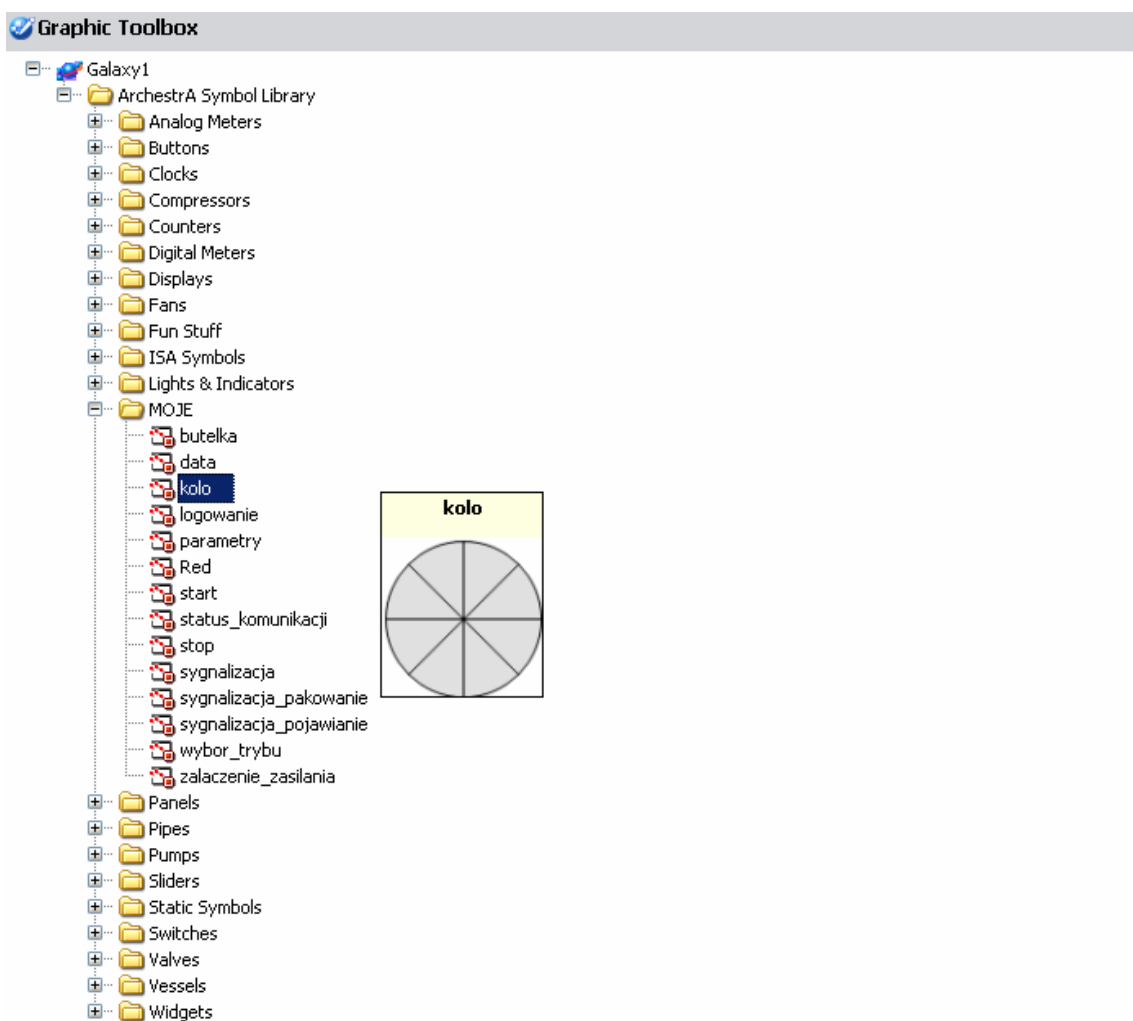 Graphic Toolbox
Galaxy1
ArchestrA Symbol Library
Analog Meters
Buttons
Clocks
Compressors
Counters
Digital Meters
Displays
Fans
Fun Stuff
ISA Symbols
Lights & Indicators
MOJE
butelka
data
kolo
logowanie
parametry
Red
start
status_komunikacji
stop
sygnalizacja
sygnalizacja_pakowanie
sygnalizacja_pojawianie
wybor_trybu
zalaczenie_zasilania
kolo
Panels
Pipes
Pumps
Sliders
Static Symbols
Switches
Valves
Vessels
Widgets